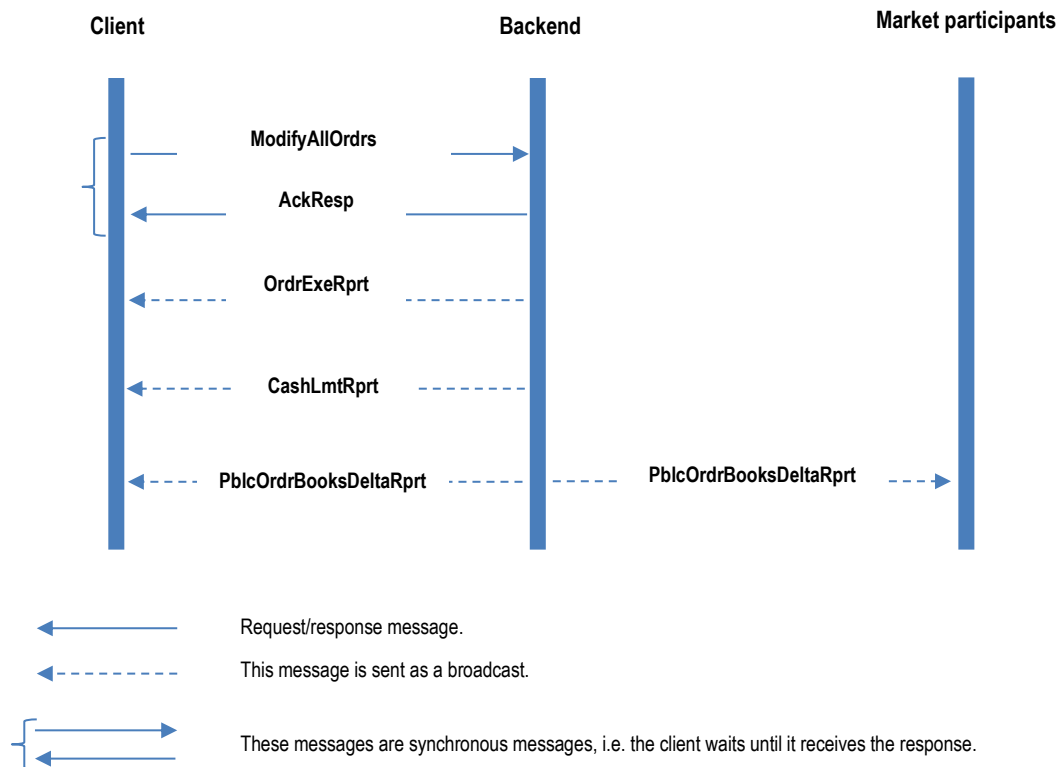 Client
Backend
Market participants
ModifyAllOrdrs
AckResp
OrdrExeRprt
CashLmtRprt
PblcOrdrBooksDeltaRprt
PblcOrdrBooksDeltaRprt
Request/response message.
This message is sent as a broadcast.
These messages are synchronous messages, i.e. the client waits until it receives the response.